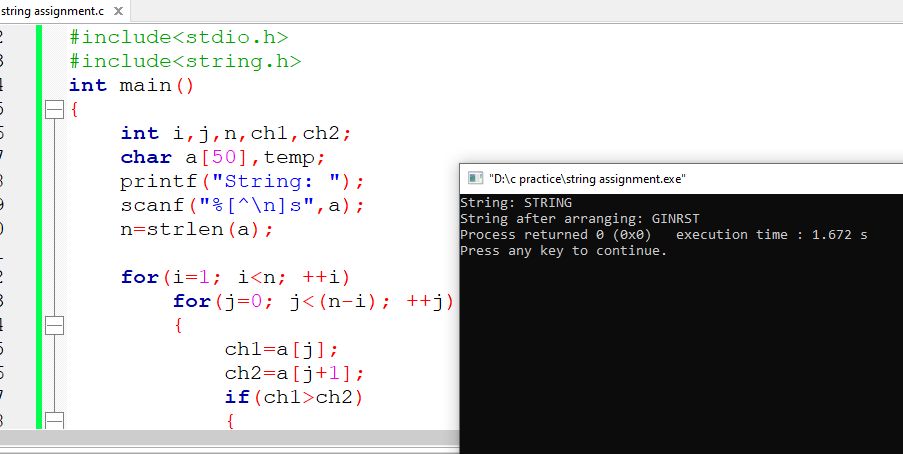 string assignment.c X
#include<stdio.h>
#include<string.h>
int main()
{
int i,j,n,ch1,ch2;
char a[50],temp;
printf("String: ");
scanf("%[^\n]s",a);
n=strlen(a);
for(i=1; i<n; ++i)
for(j=0; j<(n-i); ++j)
{
ch1=a[j];
ch2=a[j+1];
if(ch1>ch2)
{
"D:\c practice\string assignment.exe"
String: STRING
String after arranging: GINRST
Process returned 0 (0x0)   execution time : 1.672 s
Press any key to continue.